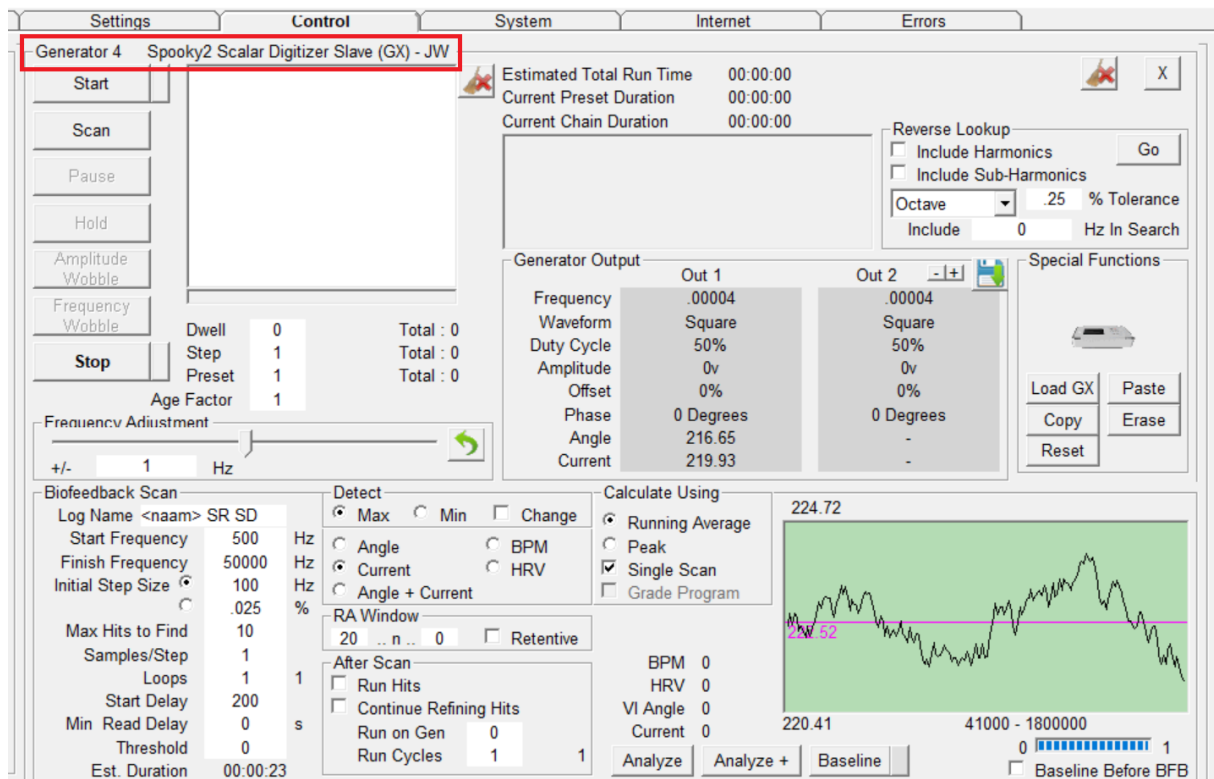 Settings Control System Internet Errors
Generator 4 Spooky2 Scalar Digitizer Slave (GX) - JW
Start
Scan
Pause
Hold
Amplitude
Wobble
Frequency
Wobble
Stop
Dwell 0 Total : 0
Step 1 Total : 0
Preset 1 Total : 0
Age Factor 1
Estimated Total Run Time 00:00:00
Current Preset Duration 00:00:00
Current Chain Duration 00:00:00
X
Reverse Lookup
Include Harmonics
Go
Include Sub-Harmonics
Octave .25 % Tolerance
Include 0 Hz In Search
Generator Output
Out 1 Out 2 - +
Frequency .00004 .00004
Waveform Square Square
Duty Cycle 50% 50%
Amplitude 0v 0v
Offset 0% 0%
Phase 0 Degrees 0 Degrees
Angle 216.65 -
Current 219.93 -
Special Functions
Load GX Paste
Copy Erase
Reset
Frequency Adjustment
+/- 1 Hz
Biofeedback Scan
Log Name <naam> SR SD
Start Frequency 500 Hz
Finish Frequency 50000 Hz
Initial Step Size 100 Hz
.025 %
Max Hits to Find 10
Samples/Step 1
Loops 1 1
Start Delay 200
Min Read Delay 0 s
Threshold 0
Est. Duration 00:00:23
Detect
Max Min Change
Angle BPM
Current HRV
Angle + Current
RA Window
20 .. n .. 0 Retentive
After Scan
Run Hits
Continue Refining Hits
Run on Gen 0
Run Cycles 1 1
Calculate Using
Running Average
Peak
Single Scan
Grade Program
BPM 0
HRV 0
VI Angle 0
Current 0
Analyze Analyze + Baseline
224.72
220.41 41000 - 1800000
0 1
Baseline Before BFB